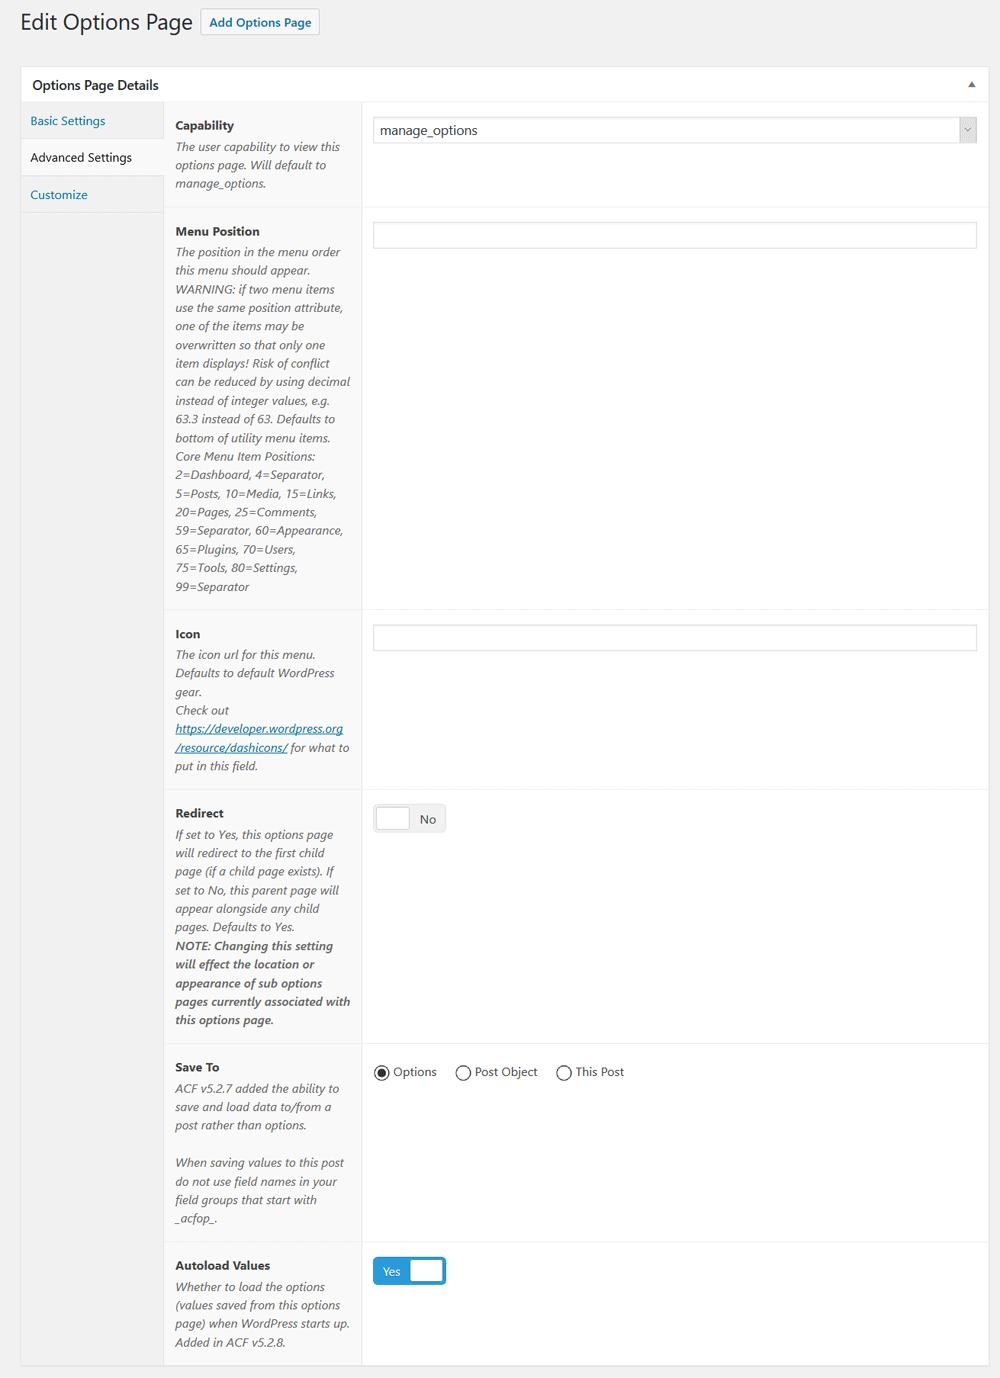 Edit Options Page
Add Options Page
Options Page Details
Basic Settings
Advanced Settings
Customize
Capability
The user capability to view this
options page. Will default to
manage_options.
manage_options
Menu Position
The position in the menu order
this menu should appear.
WARNING: if two menu items
use the same position attribute,
one of the items may be
overwritten so that only one
item displays! Risk of conflict
can be reduced by using decimal
instead of integer values, e.g.
63.3 instead of 63. Defaults to
bottom of utility menu items.
Core Menu Item Positions:
2=Dashboard, 4=Separator,
5=Posts, 10=Media, 15=Links,
20=Pages, 25=Comments,
59=Separator, 60=Appearance,
65=Plugins, 70=Users,
75=Tools, 80=Settings,
99=Separator
Icon
The icon url for this menu.
Defaults to default WordPress
gear.
Check out
https://developer.wordpress.org
/resource/dashicons/ for what to
put in this field.
Redirect
If set to Yes, this options page
will redirect to the first child
page (if a child page exists). If
set to No, this parent page will
appear alongside any child
pages. Defaults to Yes.
NOTE: Changing this setting
will effect the location or
appearance of sub options
pages currently associated with
this options page.
No
Save To
ACF v5.2.7 added the ability to
save and load data to/from a
post rather than options.
When saving values to this post
do not use field names in your
field groups that start with
_acfop_.
Options Post Object This Post
Autoload Values
Whether to load the options
(values saved from this options
page) when WordPress starts up.
Added in ACF v5.2.8.
Yes